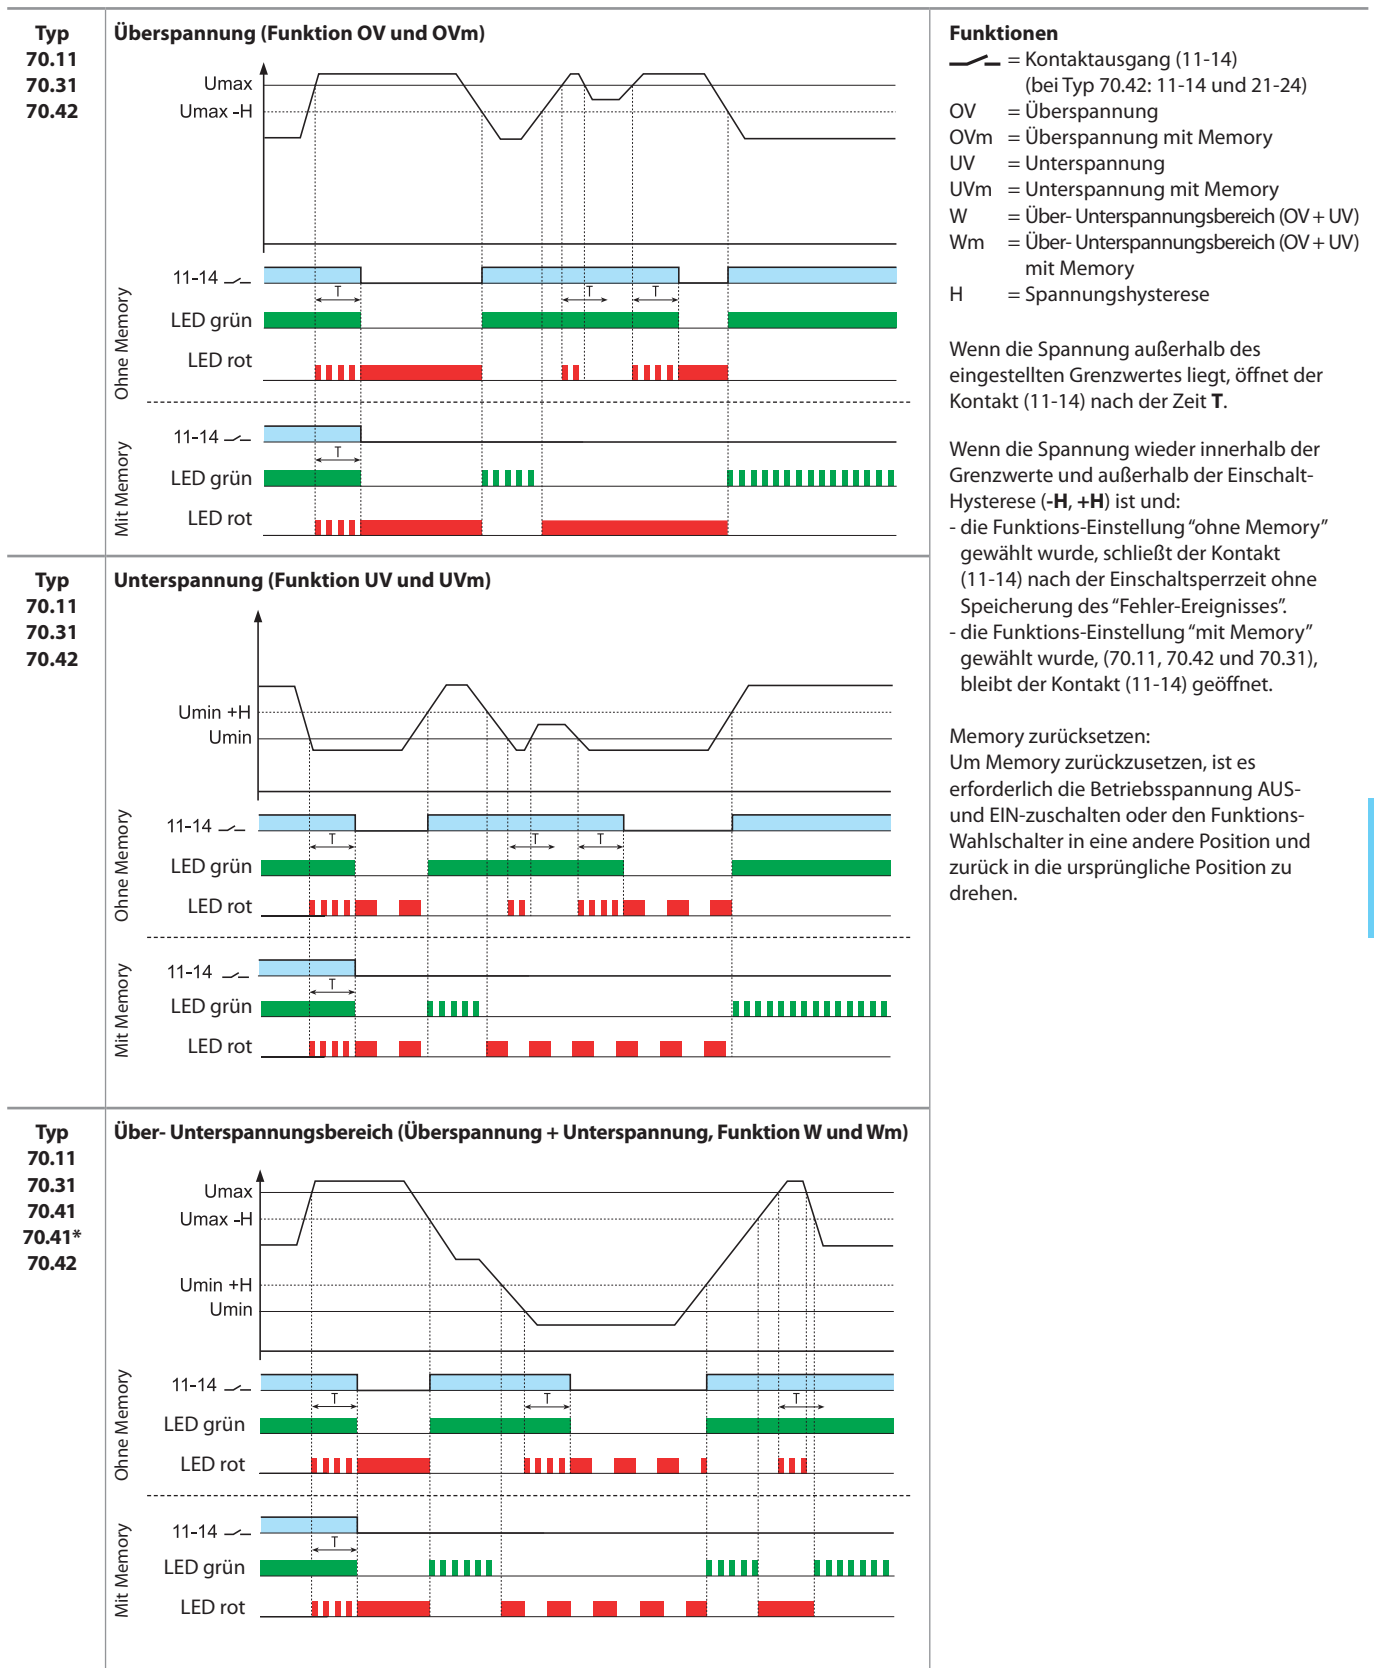 Typ
70.11
70.31
70.42
Überspannung (Funktion OV und OVm)
Umax
Umax -H
Ohne Memory
11-14
T
T
T
LED grün
LED rot
Mit Memory
11-14
T
LED grün
LED rot
Typ
70.11
70.31
70.42
Unterspannung (Funktion UV und UVm)
Umin +H
Umin
Ohne Memory
11-14
T
T
T
LED grün
LED rot
Mit Memory
11-14
T
LED grün
LED rot
Typ
70.11
70.31
70.41
70.41*
70.42
Über- Unterspannungsbereich (Überspannung + Unterspannung, Funktion W und Wm)
Umax
Umax -H
Umin +H
Umin
Ohne Memory
11-14
T
T
T
LED grün
LED rot
Mit Memory
11-14
T
LED grün
LED rot
Funktionen
= Kontaktausgang (11-14)
(bei Typ 70.42: 11-14 und 21-24)
OV = Überspannung
OVm = Überspannung mit Memory
UV = Unterspannung
UVm = Unterspannung mit Memory
W = Über- Unterspannungsbereich (OV + UV)
Wm = Über- Unterspannungsbereich (OV + UV)
mit Memory
H = Spannungshysterese
Wenn die Spannung außerhalb des
eingestellten Grenzwertes liegt, öffnet der
Kontakt (11-14) nach der Zeit T.
Wenn die Spannung wieder innerhalb der
Grenzwerte und außerhalb der Einschalt-
Hysterese (-H, +H) ist und:
- die Funktions-Einstellung “ohne Memory”
gewählt wurde, schließt der Kontakt
(11-14) nach der Einschaltsperrzeit ohne
Speicherung des “Fehler-Ereignisses”.
- die Funktions-Einstellung “mit Memory”
gewählt wurde, (70.11, 70.42 und 70.31),
bleibt der Kontakt (11-14) geöffnet.
Memory zurücksetzen:
Um Memory zurückzusetzen, ist es
erforderlich die Betriebsspannung AUS-
und EIN-zuschalten oder den Funktions-
Wahlschalter in eine andere Position und
zurück in die ursprüngliche Position zu
drehen.